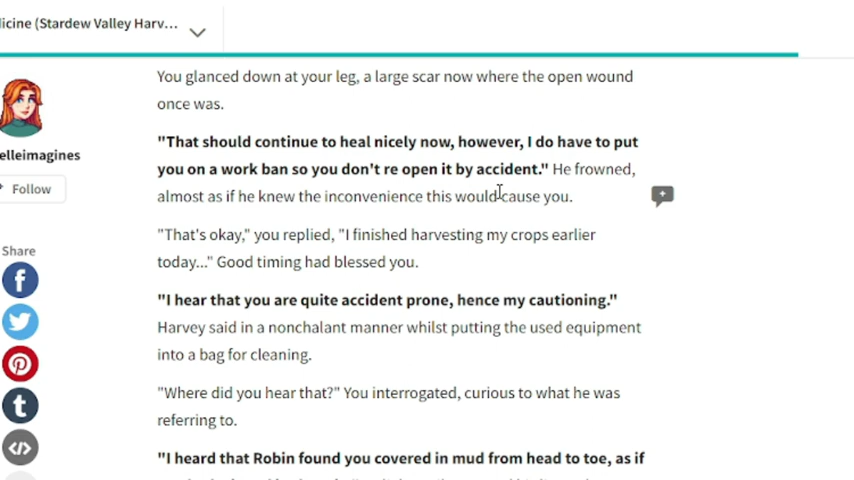 icine (Stardew Valley Harv...
elleimagines
Follow
Share
You glanced down at your leg, a large scar now where the open wound
once was.
"That should continue to heal nicely now, however, I do have to put
you on a work ban so you don't re open it by accident." He frowned,
almost as if he knew the inconvenience this would cause you.
"That's okay," you replied, "I finished harvesting my crops earlier
today..." Good timing had blessed you.
"I hear that you are quite accident prone, hence my cautioning."
Harvey said in a nonchalant manner whilst putting the used equipment
into a bag for cleaning.
"Where did you hear that?" You interrogated, curious to what he was
referring to.
"I heard that Robin found you covered in mud from head to toe, as if